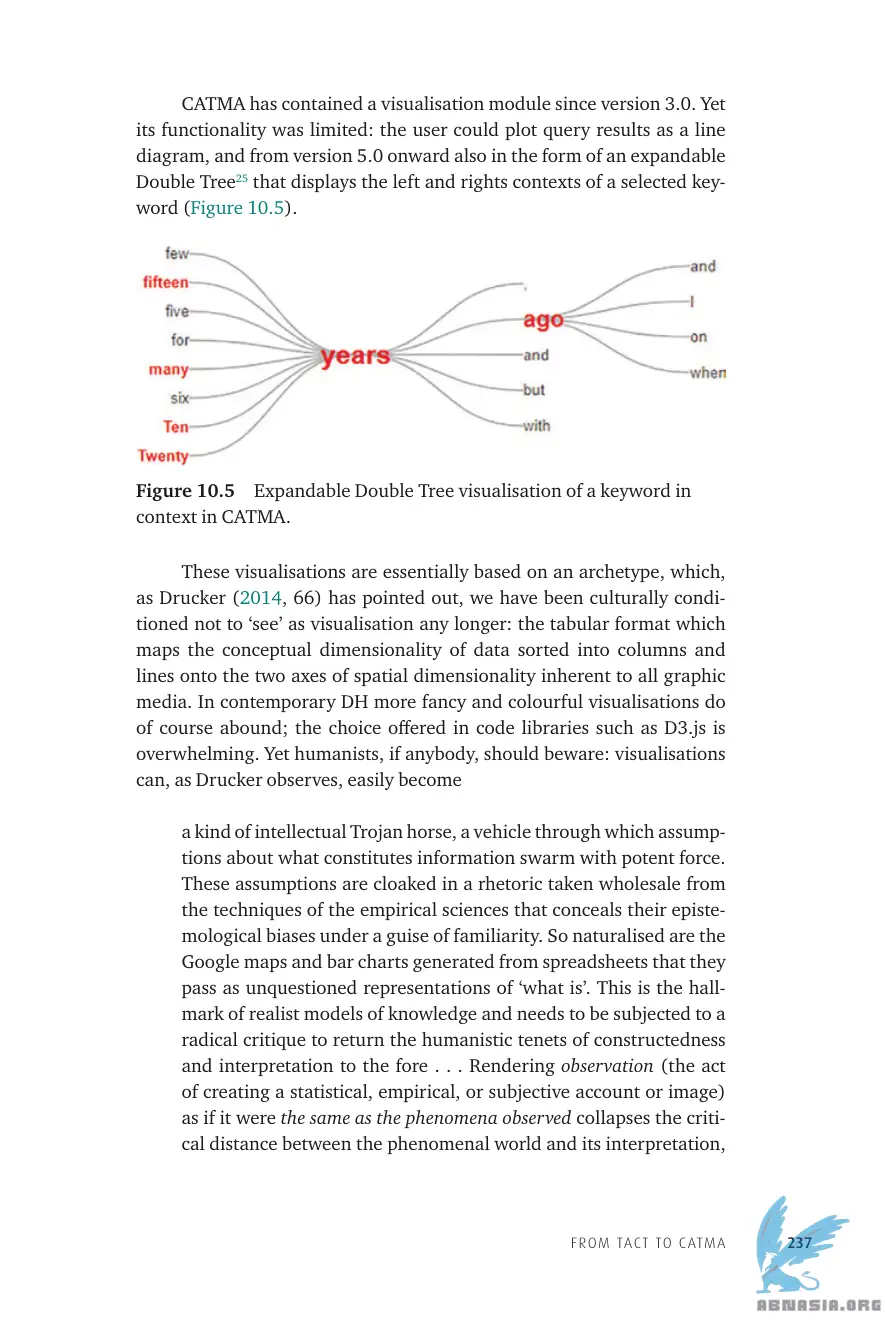 CATMA has contained a visualisation module since version 3.0. Yet
its functionality was limited: the user could plot query results as a line
diagram, and from version 5.0 onward also in the form of an expandable
Double Tree25 that displays the left and rights contexts of a selected key-
word (Figure 10.5).
few
fifteen
five
for
many
six
Ten
Twenty
years
,
ago
and
but
with
and
I
on
when
Figure 10.5 Expandable Double Tree visualisation of a keyword in
context in CATMA.
These visualisations are essentially based on an archetype, which,
as Drucker (2014, 66) has pointed out, we have been culturally condi-
tioned not to ‘see’ as visualisation any longer: the tabular format which
maps the conceptual dimensionality of data sorted into columns and
lines onto the two axes of spatial dimensionality inherent to all graphic
media. In contemporary DH more fancy and colourful visualisations do
of course abound; the choice offered in code libraries such as D3.js is
overwhelming. Yet humanists, if anybody, should beware: visualisations
can, as Drucker observes, easily become
a kind of intellectual Trojan horse, a vehicle through which assump-
tions about what constitutes information swarm with potent force.
These assumptions are cloaked in a rhetoric taken wholesale from
the techniques of the empirical sciences that conceals their episte-
mological biases under a guise of familiarity. So naturalised are the
Google maps and bar charts generated from spreadsheets that they
pass as unquestioned representations of ‘what is’. This is the hall-
mark of realist models of knowledge and needs to be subjected to a
radical critique to return the humanistic tenets of constructedness
and interpretation to the fore . . . Rendering observation (the act
of creating a statistical, empirical, or subjective account or image)
as if it were the same as the phenomena observed collapses the criti-
cal distance between the phenomenal world and its interpretation,
FROM TACT TO CATMA 237
ABNASIA.ORG